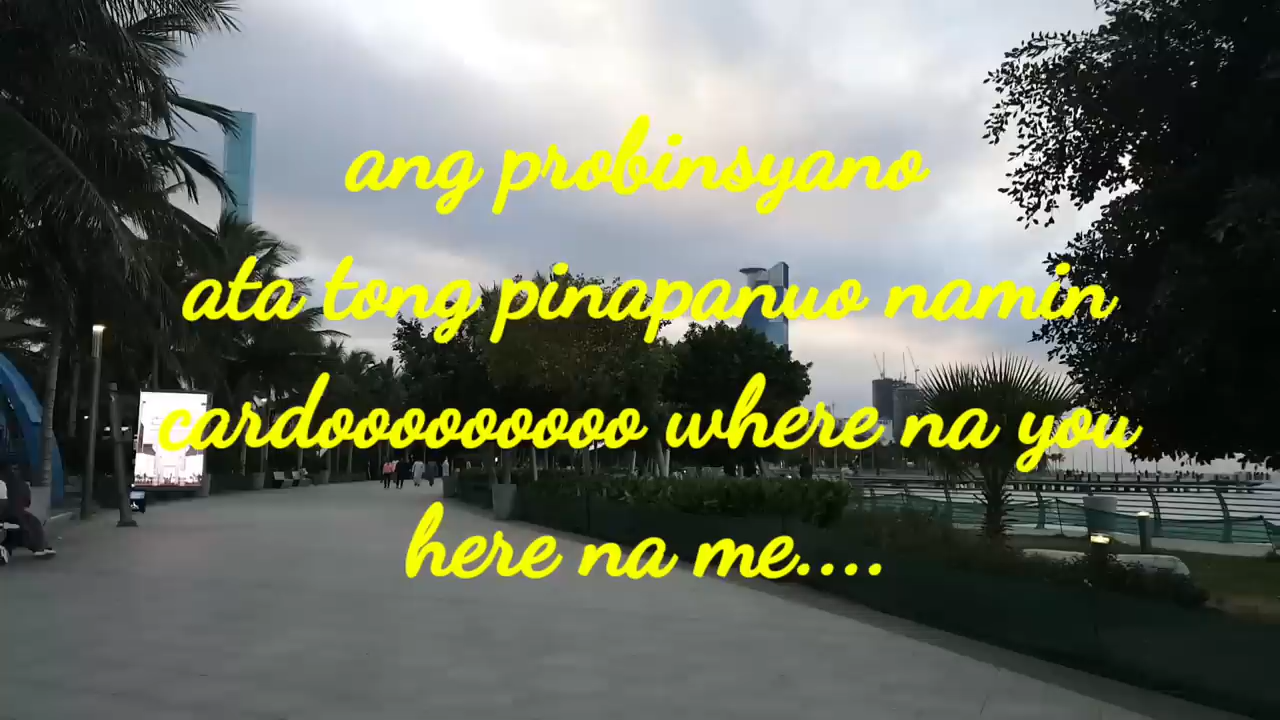 ang probinsyano
ata tong pinapanuo namin
cardooooooooo where na you
here na me....